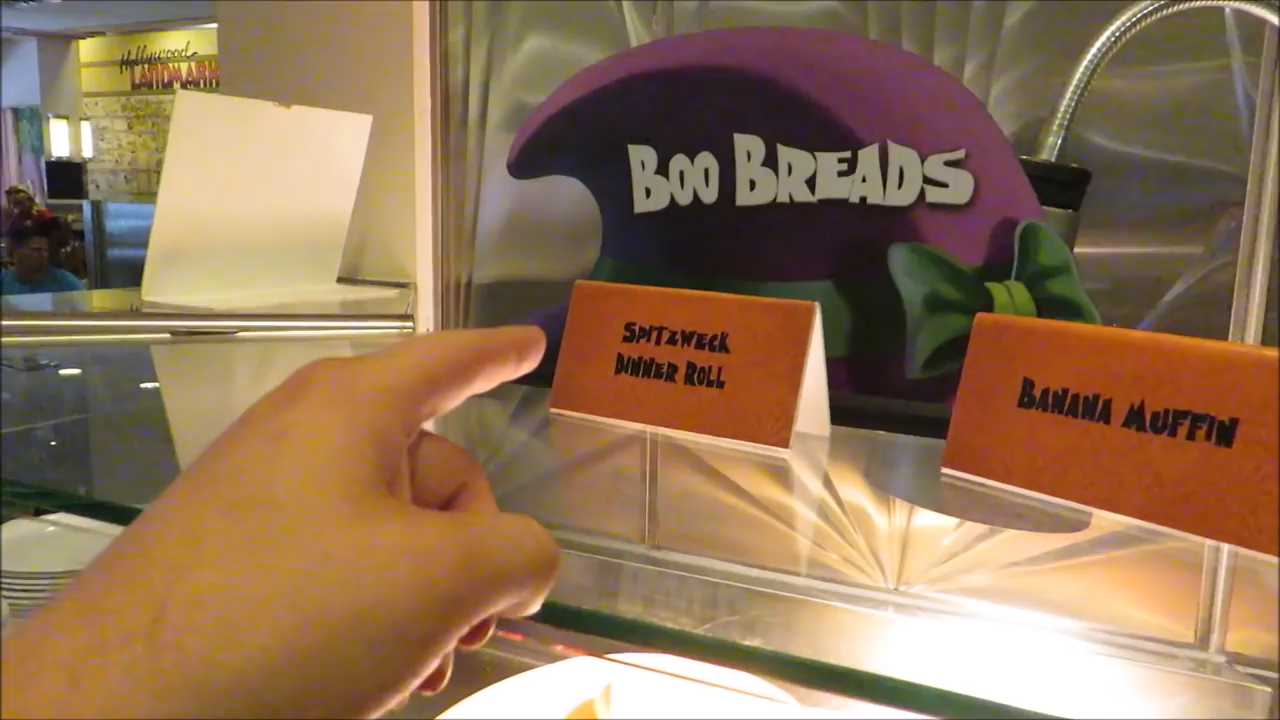 Hollywood
LANDMARK
BOO BREADS
SPITZWECK
DINNER ROLL
BANANA MUFFIN